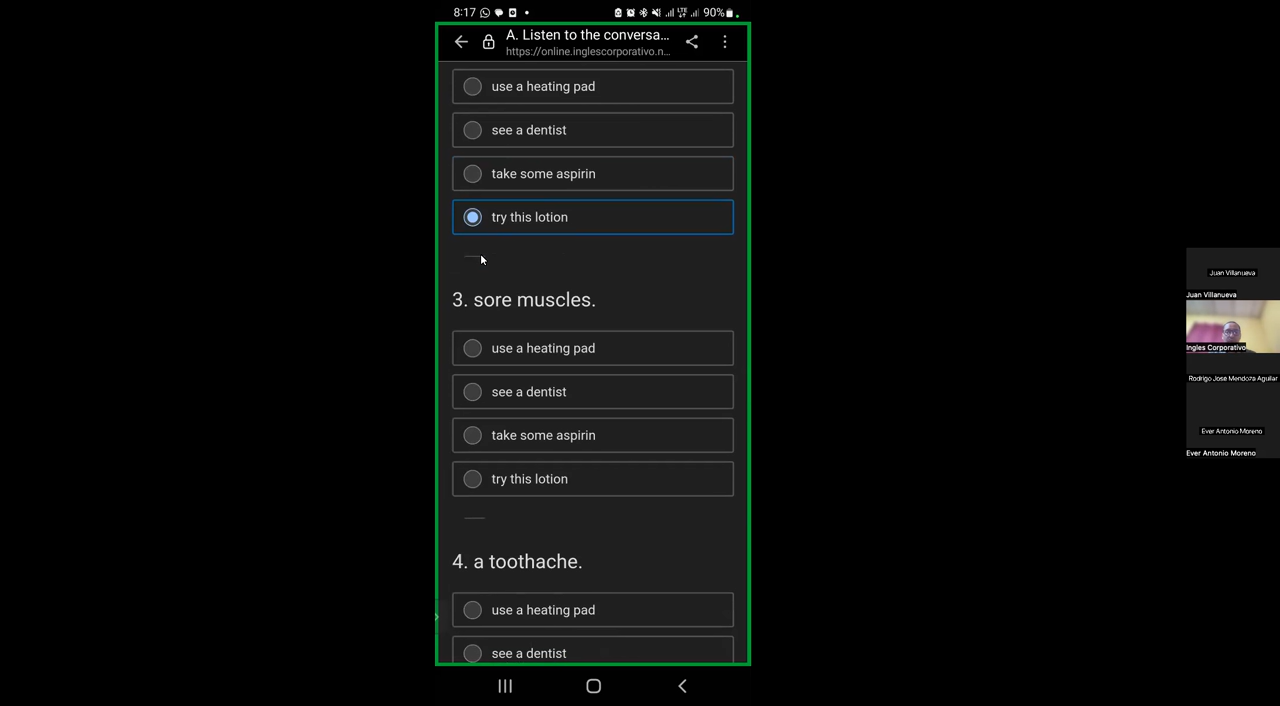 8:17
LTE
90%
A. Listen to the conversa...
https://online.inglescorporativo.n...
use a heating pad
see a dentist
take some aspirin
try this lotion
3. sore muscles.
use a heating pad
see a dentist
take some aspirin
try this lotion
4. a toothache.
use a heating pad
see a dentist
Juan Villanueva
Juan Villanueva
Ingles Corporativo
Rodrigo Jose Mendoza Aguilar
Ever Antonio Moreno
Ever Antonio Moreno